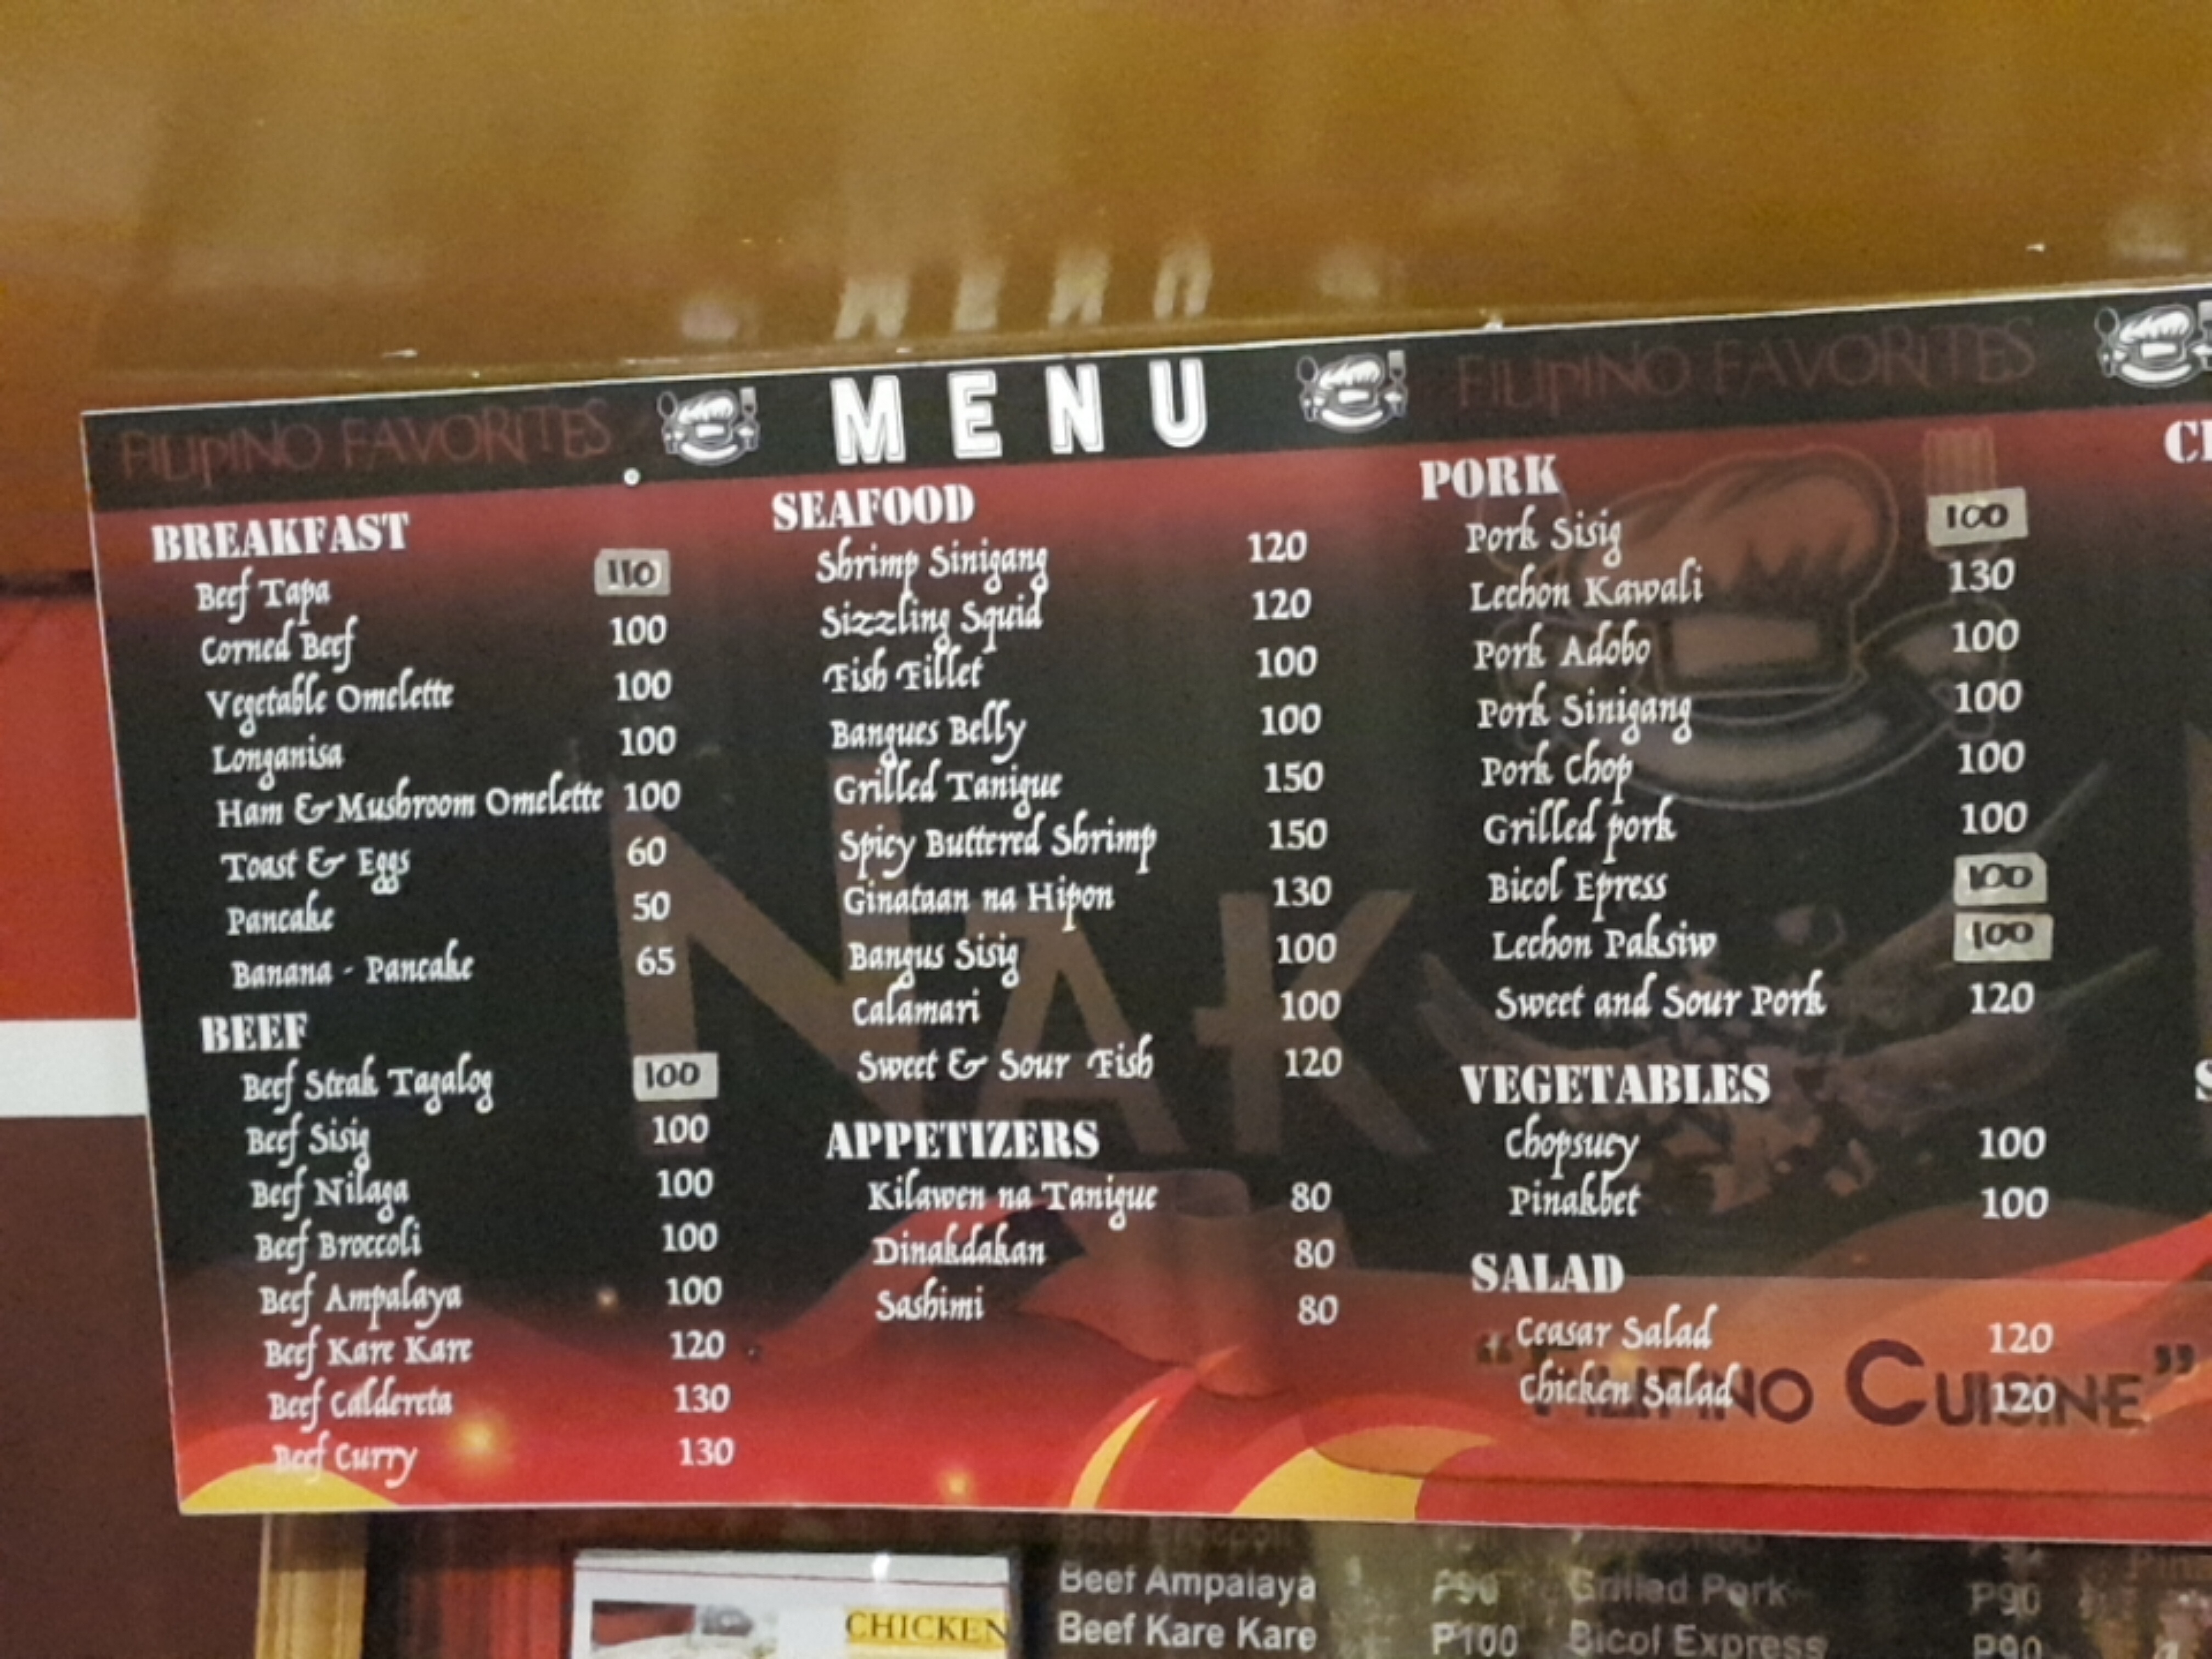 FILIPINO FAVORITES
MENU
FILIPINO FAVORITES
BREAKFAST
Beef Tapa 110
Corned Beef 100
Vegetable Omelette 100
Longanisa 100
Ham & Mushroom Omelette 100
Toast & Eggs 60
Pancake 50
Banana - Pancake 65
BEEF
Beef Steak Tagalog 100
Beef Sisig 100
Beef Nilaga 100
Beef Broccoli 100
Beef Ampalaya 100
Beef Kare Kare 120
Beef Caldereta 130
Beef Curry 130
SEAFOOD
Shrimp Sinigang 120
Sizzling Squid 120
Fish Fillet 100
Bangues Belly 100
Grilled Tanigue 150
Spicy Buttered Shrimp 150
Ginataan na Hipon 130
Bangus Sisig 100
Calamari 100
Sweet & Sour Fish 120
APPETIZERS
Kilawen na Tanigue 80
Dinakdakan 80
Sashimi 80
PORK
Pork Sisig 100
Lechon Kawali 130
Pork Adobo 100
Pork Sinigang 100
Pork Chop 100
Grilled pork 100
Bicol Epress 100
Lechon Paksiw 100
Sweet and Sour Pork 120
VEGETABLES
Chopsuey 100
Pinakbet 100
SALAD
Ceasar Salad 120
Chicken Salad 120
NAK
"FILIPINO CUISINE"
CHICKEN
Beef Ampalaya P90
Beef Kare Kare P100
Grilled Pork P90
Bicol Express P90